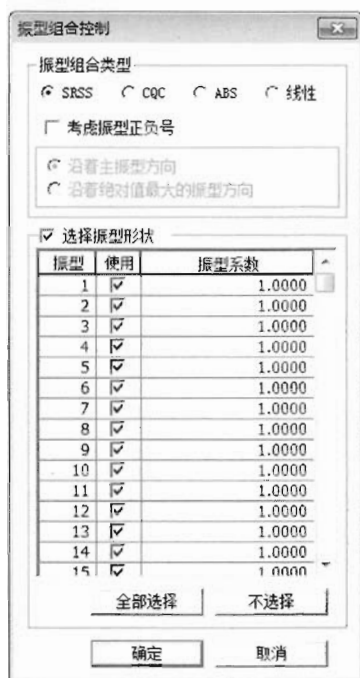 振型组合控制
振型组合类型
SRSS CQC ABS 线性
考虑振型正负号
沿着主振型方向
沿着绝对值最大的振型方向
选择振型形状
振型 使用 振型系数
1 1.0000
2 1.0000
3 1.0000
4 1.0000
5 1.0000
6 1.0000
7 1.0000
8 1.0000
9 1.0000
10 1.0000
11 1.0000
12 1.0000
13 1.0000
14 1.0000
15 1.0000
全部选择 不选择
确定 取消